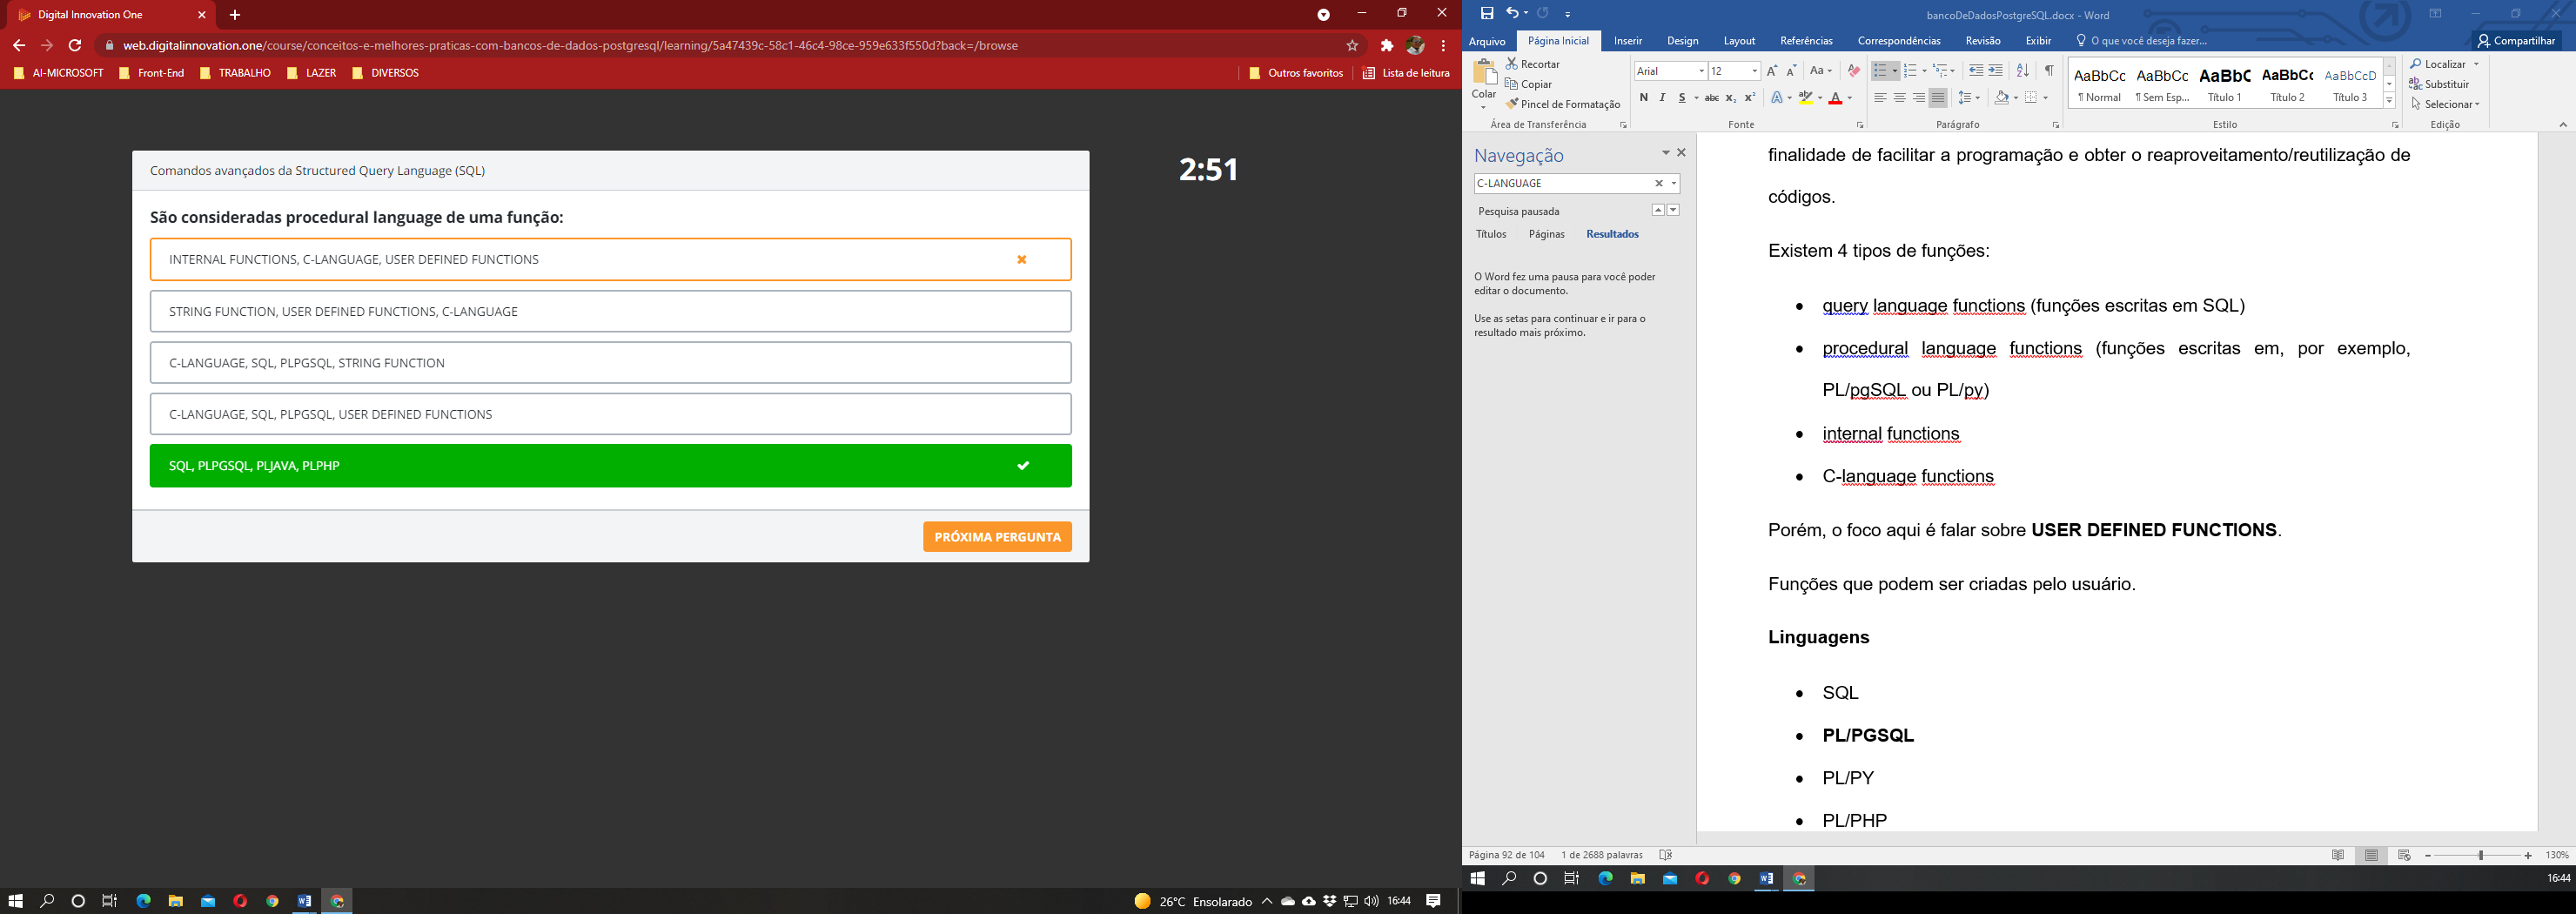 Digital Innovation One
web.digitalinnovation.one/course/conceitos-e-melhores-praticas-com-bancos-de-dados-postgresql/learning/5a47439c-58c1-46c4-98ce-959e633f550d?back=/browse
AI-MICROSOFT Front-End TRABALHO LAZER DIVERSOS Outros favoritos Lista de leitura
Comandos avançados da Structured Query Language (SQL)
2:51
São consideradas procedural language de uma função:
INTERNAL FUNCTIONS, C-LANGUAGE, USER DEFINED FUNCTIONS
STRING FUNCTION, USER DEFINED FUNCTIONS, C-LANGUAGE
C-LANGUAGE, SQL, PLPGSQL, STRING FUNCTION
C-LANGUAGE, SQL, PLPGSQL, USER DEFINED FUNCTIONS
SQL, PLPGSQL, PLJAVA, PLPHP
PRÓXIMA PERGUNTA
26°C Ensolarado 16:44
bancoDeDadosPostgreSQL.docx - Word
Arquivo Página Inicial Inserir Design Layout Referências Correspondências Revisão Exibir O que você deseja fazer... Compartilhar
Colar
Recortar
Copiar
Pincel de Formatação
Área de Transferência
Arial 12
Aa
N I S abc x₂ x²
Fonte
Parágrafo
AaBbCc AaBbCc AaBbC AaBbCc AaBbCcD
¶ Normal ¶ Sem Esp... Título 1 Título 2 Título 3
Estilo
Localizar
Substituir
Selecionar
Edição
Navegação
C-LANGUAGE
Pesquisa pausada
Títulos Páginas Resultados
O Word fez uma pausa para você poder
editar o documento.
Use as setas para continuar e ir para o
resultado mais próximo.
finalidade de facilitar a programação e obter o reaproveitamento/reutilização de
códigos.
Existem 4 tipos de funções:
• query language functions (funções escritas em SQL)
• procedural language functions (funções escritas em, por exemplo,
PL/pgSQL ou PL/py)
• internal functions
• C-language functions
Porém, o foco aqui é falar sobre USER DEFINED FUNCTIONS.
Funções que podem ser criadas pelo usuário.
Linguagens
• SQL
• PL/PGSQL
• PL/PY
• PL/PHP
Página 92 de 104 1 de 2688 palavras 130%
16:44